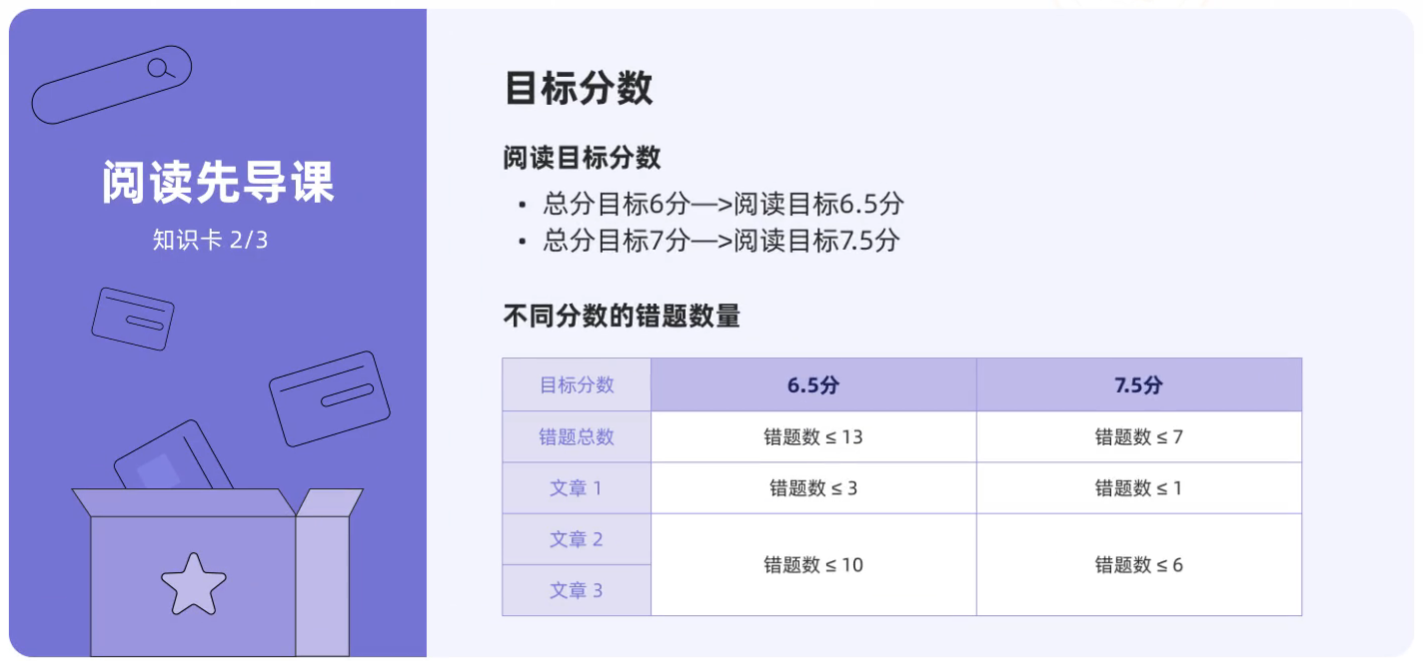 阅读先导课
知识卡 2/3
目标分数
阅读目标分数
• 总分目标6分—>阅读目标6.5分
• 总分目标7分—>阅读目标7.5分
不同分数的错题数量
目标分数 6.5分 7.5分
错题总数 错题数 ≤ 13 错题数 ≤ 7
文章 1 错题数 ≤ 3 错题数 ≤ 1
文章 2
错题数 ≤ 10 错题数 ≤ 6
文章 3